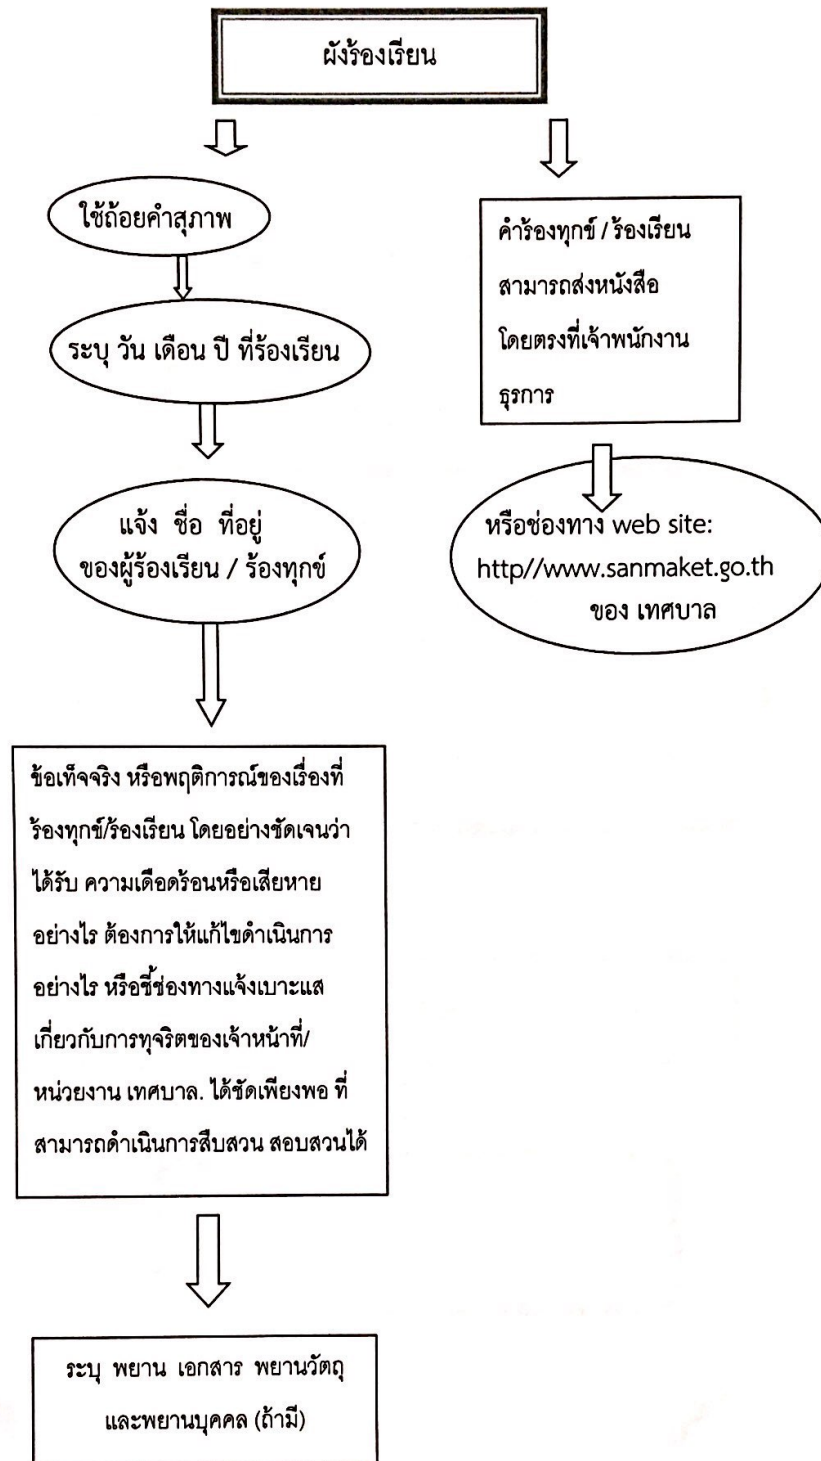 ผังร้องเรียน
ใช้ถ้อยคำสุภาพ
ระบุ วัน เดือน ปี ที่ร้องเรียน
แจ้ง ชื่อ ที่อยู่
ของผู้ร้องเรียน / ร้องทุกข์
ข้อเท็จจริง หรือพฤติการณ์ของเรื่องที่
ร้องทุกข์/ร้องเรียน โดยอย่างชัดเจนว่า
ได้รับ ความเดือดร้อนหรือเสียหาย
อย่างไร ต้องการให้แก้ไขดำเนินการ
อย่างไร หรือชี้ช่องทางแจ้งเบาะแส
เกี่ยวกับการทุจริตของเจ้าหน้าที่/
หน่วยงาน เทศบาล. ได้ชัดเพียงพอ ที่
สามารถดำเนินการสืบสวน สอบสวนได้
ระบุ พยาน เอกสาร พยานวัตถุ
และพยานบุคคล (ถ้ามี)
คำร้องทุกข์ / ร้องเรียน
สามารถส่งหนังสือ
โดยตรงที่เจ้าพนักงาน
ธุรการ
หรือช่องทาง web site:
http//www.sanmaket.go.th
ของ เทศบาล